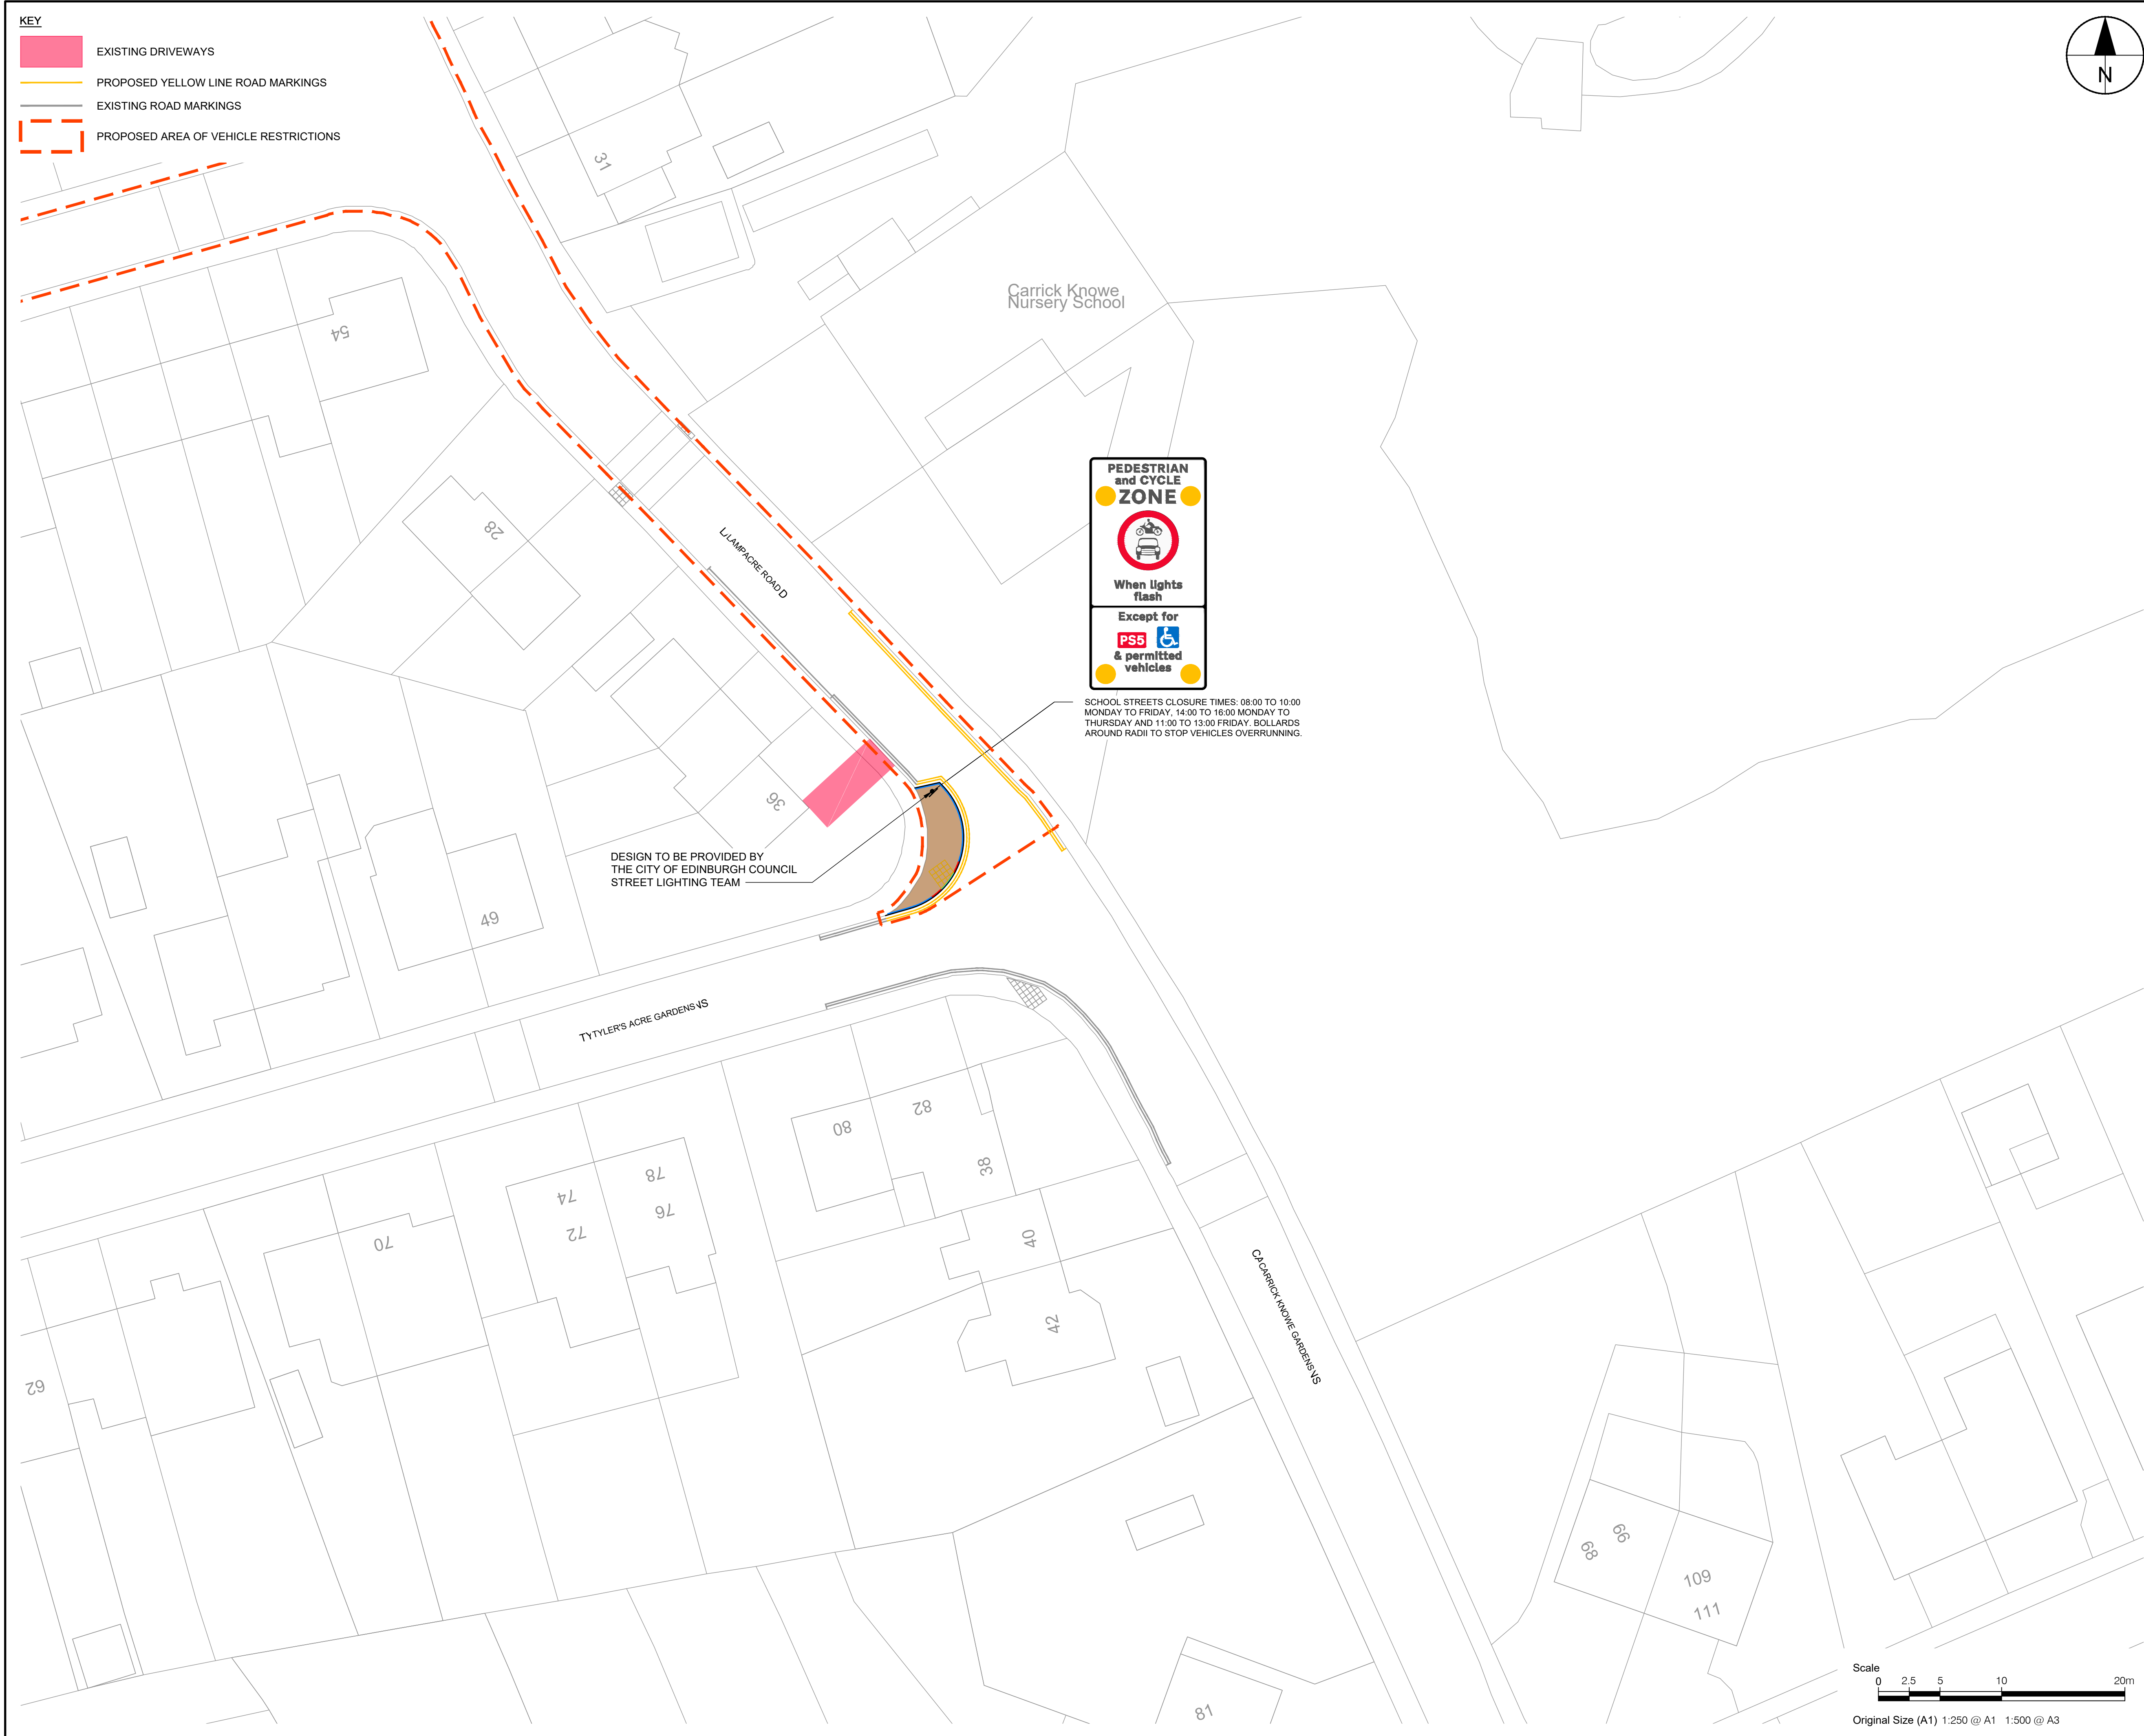 KEY
EXISTING DRIVEWAYS
PROPOSED YELLOW LINE ROAD MARKINGS
EXISTING ROAD MARKINGS
PROPOSED AREA OF VEHICLE RESTRICTIONS
N
31
54
Carrick Knowe
Nursery School
28
LAMPACRE ROAD
PEDESTRIAN
and CYCLE
ZONE
When lights
flash
Except for
PS5
& permitted
vehicles
SCHOOL STREETS CLOSURE TIMES: 08:00 TO 10:00
MONDAY TO FRIDAY, 14:00 TO 16:00 MONDAY TO
THURSDAY AND 11:00 TO 13:00 FRIDAY. BOLLARDS
AROUND RADII TO STOP VEHICLES OVERRUNNING.
36
DESIGN TO BE PROVIDED BY
THE CITY OF EDINBURGH COUNCIL
STREET LIGHTING TEAM
49
TYLER'S ACRE GARDENS
80
82
38
78
74
76
72
70
40
42
CARRICK KNOWE GARDENS
62
109
111
81
Scale
0 2.5 5 10 20m
Original Size (A1) 1:250 @ A1 1:500 @ A3